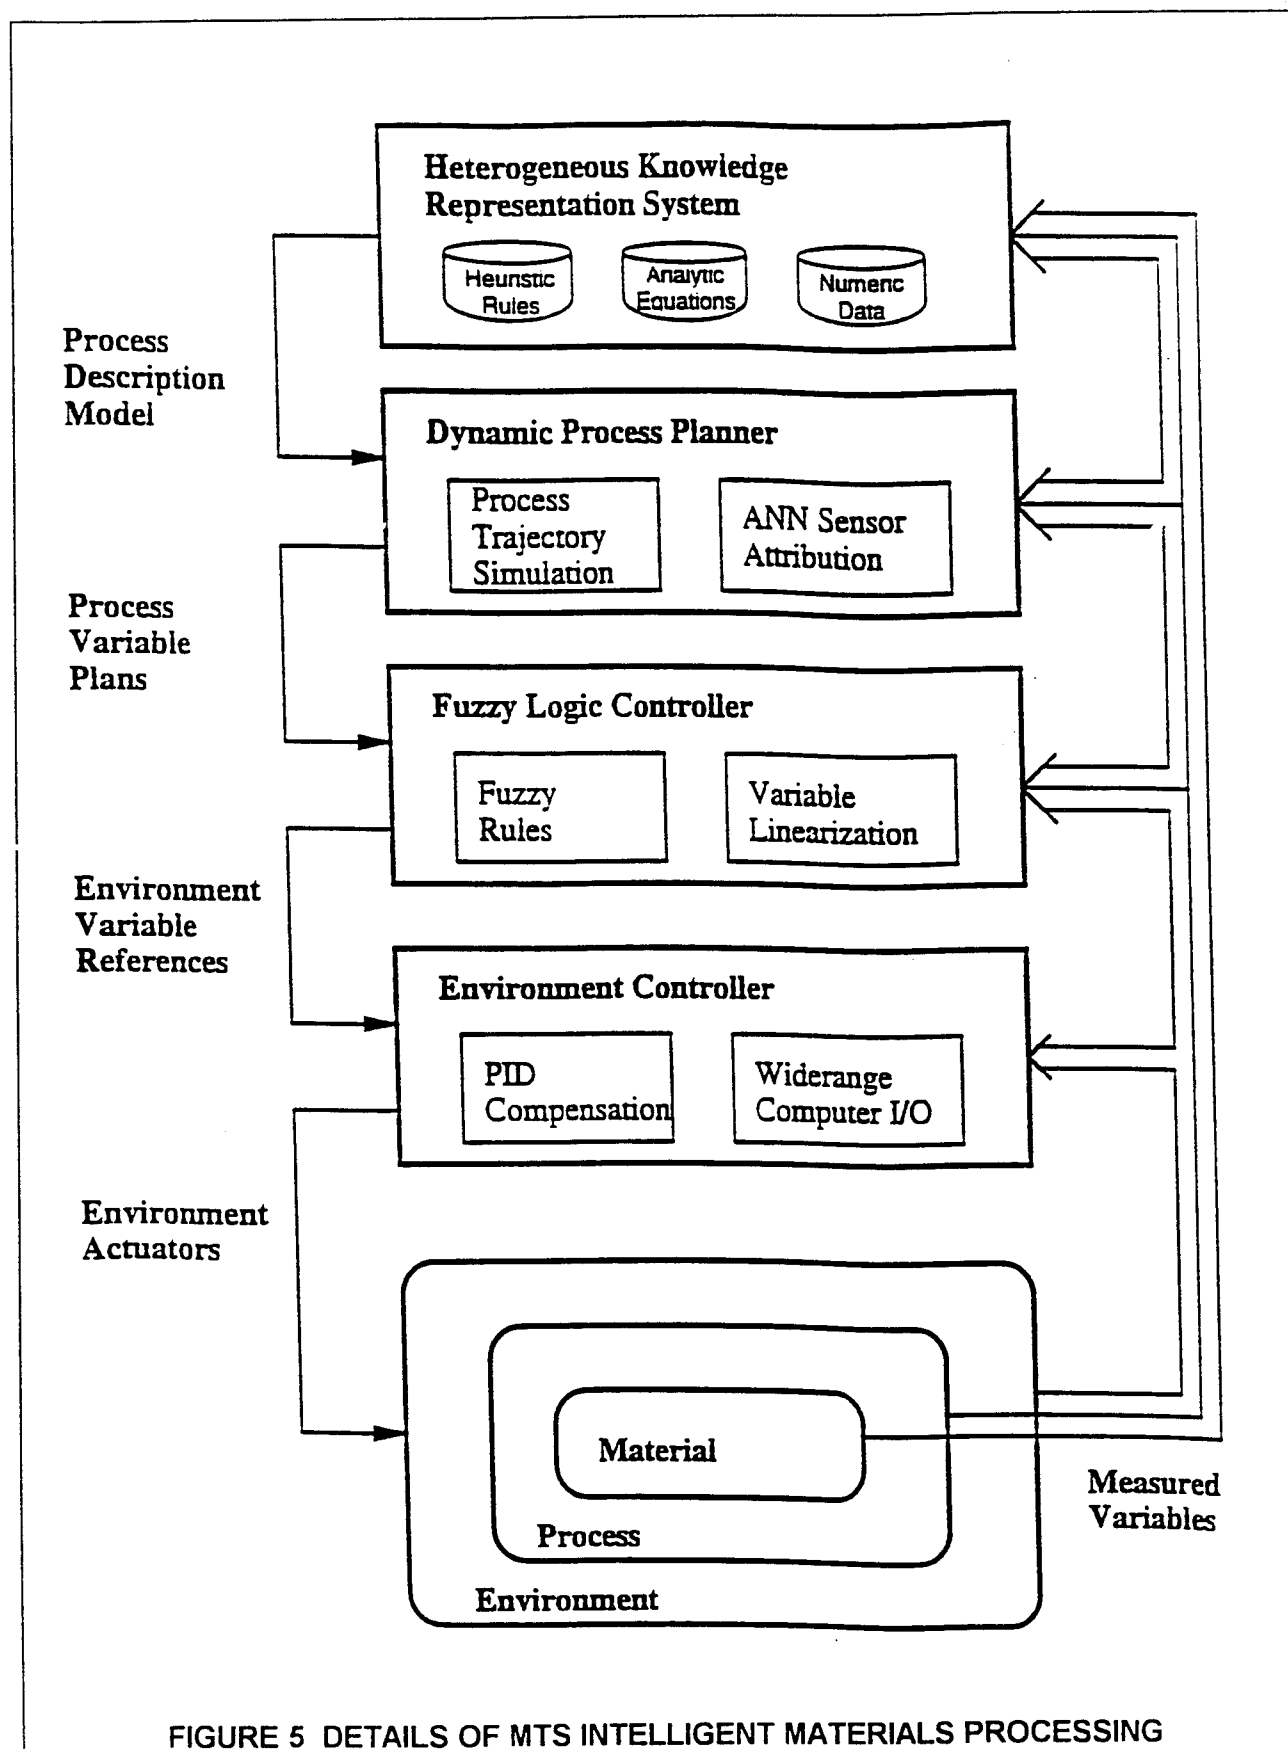 Heterogeneous Knowledge
Representation System
Heuristic
Rules
Analytic
Equations
Numeric
Data
Process
Description
Model
Dynamic Process Planner
Process
Trajectory
Simulation
ANN Sensor
Attribution
Process
Variable
Plans
Fuzzy Logic Controller
Fuzzy
Rules
Variable
Linearization
Environment
Variable
References
Environment Controller
PID
Compensation
Widerange
Computer I/O
Environment
Actuators
Material
Process
Environment
Measured
Variables
FIGURE 5 DETAILS OF MTS INTELLIGENT MATERIALS PROCESSING